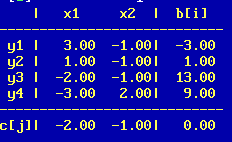 | x1 x2 | b[i]
y1 | 3.00 -1.00| -3.00
y2 | 1.00 -1.00| 1.00
y3 | -2.00 -1.00| 13.00
y4 | -3.00 2.00| 9.00
c[j]| -2.00 -1.00| 0.00